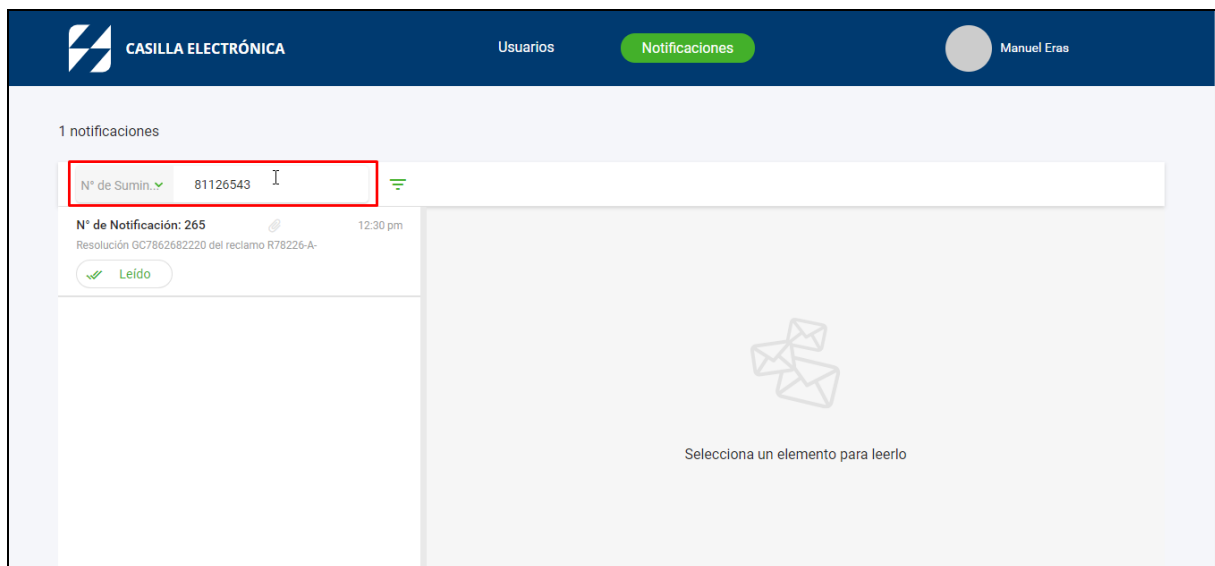 CASILLA ELECTRÓNICA Usuarios Notificaciones Manuel Eras
1 notificaciones
N° de Sumin... 81126543
N° de Notificación: 265 12:30 pm
Resolución GC7862682220 del reclamo R78226-A-
Leído
Selecciona un elemento para leerlo